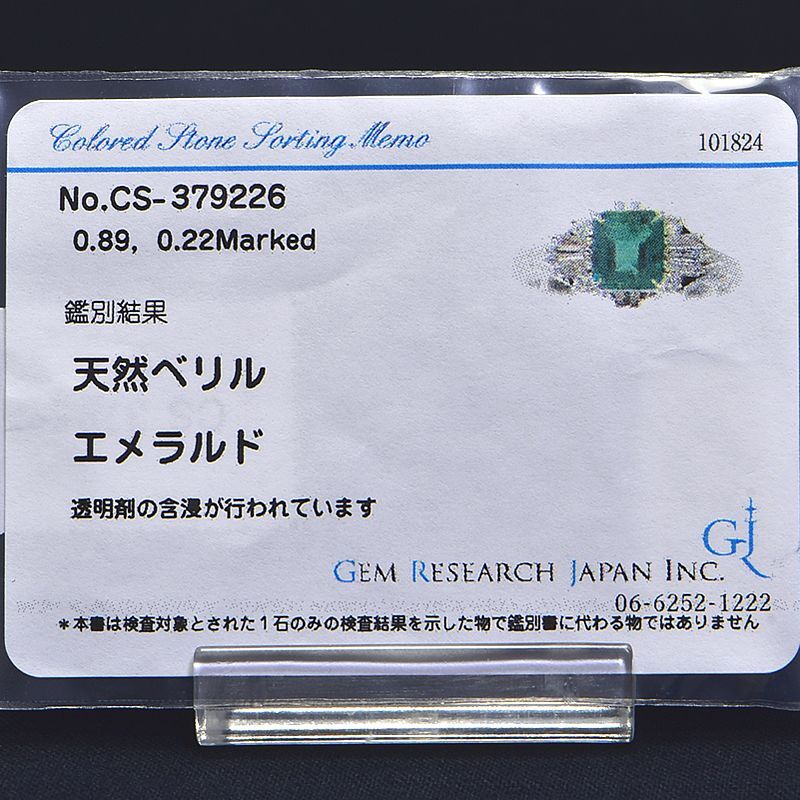 Colored Stone Sorting Memo
101824
No.CS-379226
0.89, 0.22Marked
鑑別結果
天然ベリル
エメラルド
透明剤の含浸が行われています
GJ
GEM RESEARCH JAPAN INC.
06-6252-1222
*本書は検査対象とされた1石のみの検査結果を示した物で鑑別書に代わる物ではありません